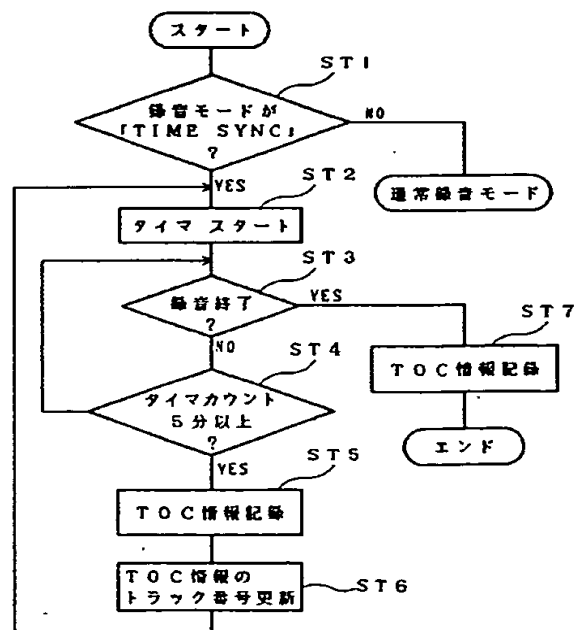 スタート
ST1
録音モードが
「TIME SYNC」
?
NO
通常録音モード
YES
ST2
タイマ スタート
ST3
録音終了
?
YES
NO
ST7
TOC情報記録
エンド
ST4
タイマカウント
5分以上
?
YES
ST5
TOC情報記録
TOC情報の
トラック番号更新
ST6